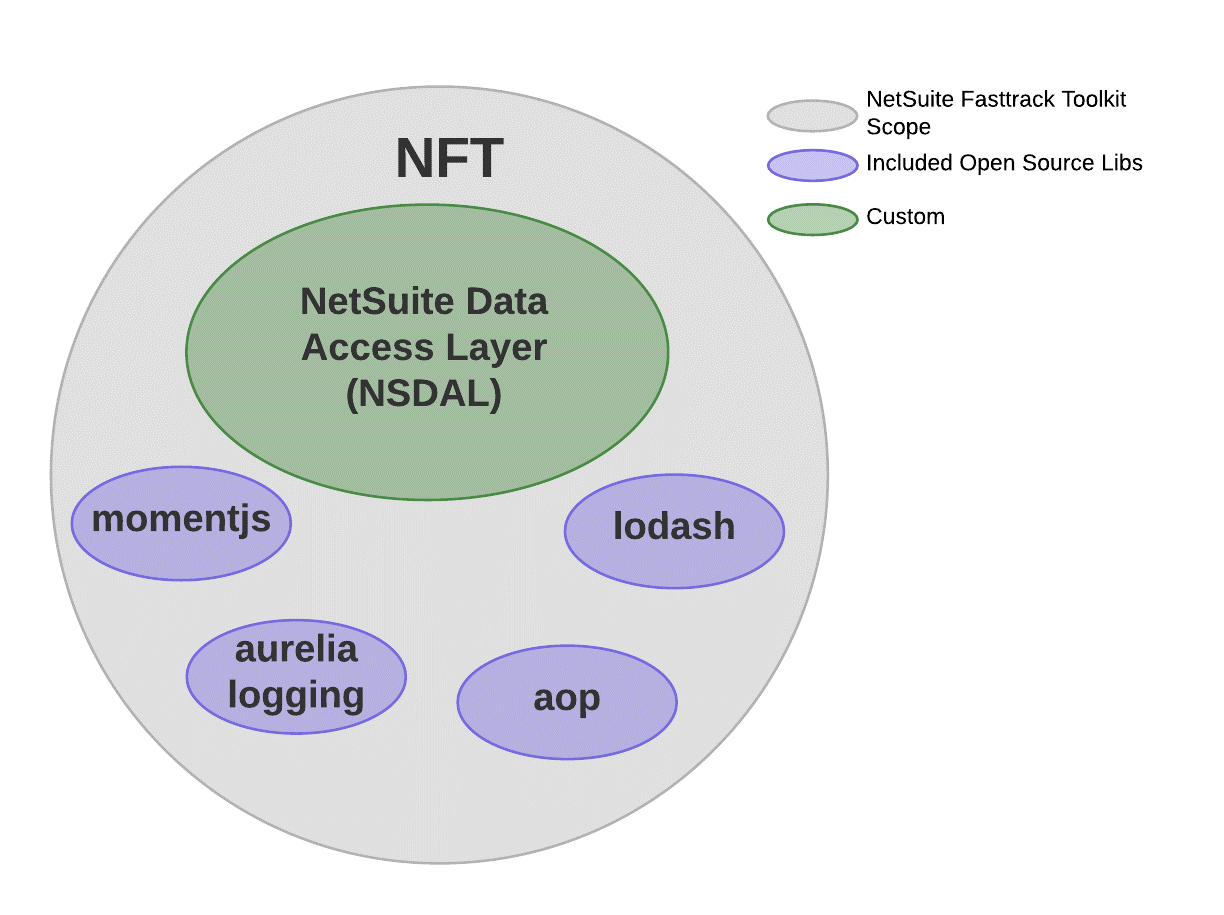 NFT
NetSuite Data
Access Layer
(NSDAL)
momentjs
lodash
aurelia
logging
aop
NetSuite Fasttrack Toolkit
Scope
Included Open Source Libs
Custom